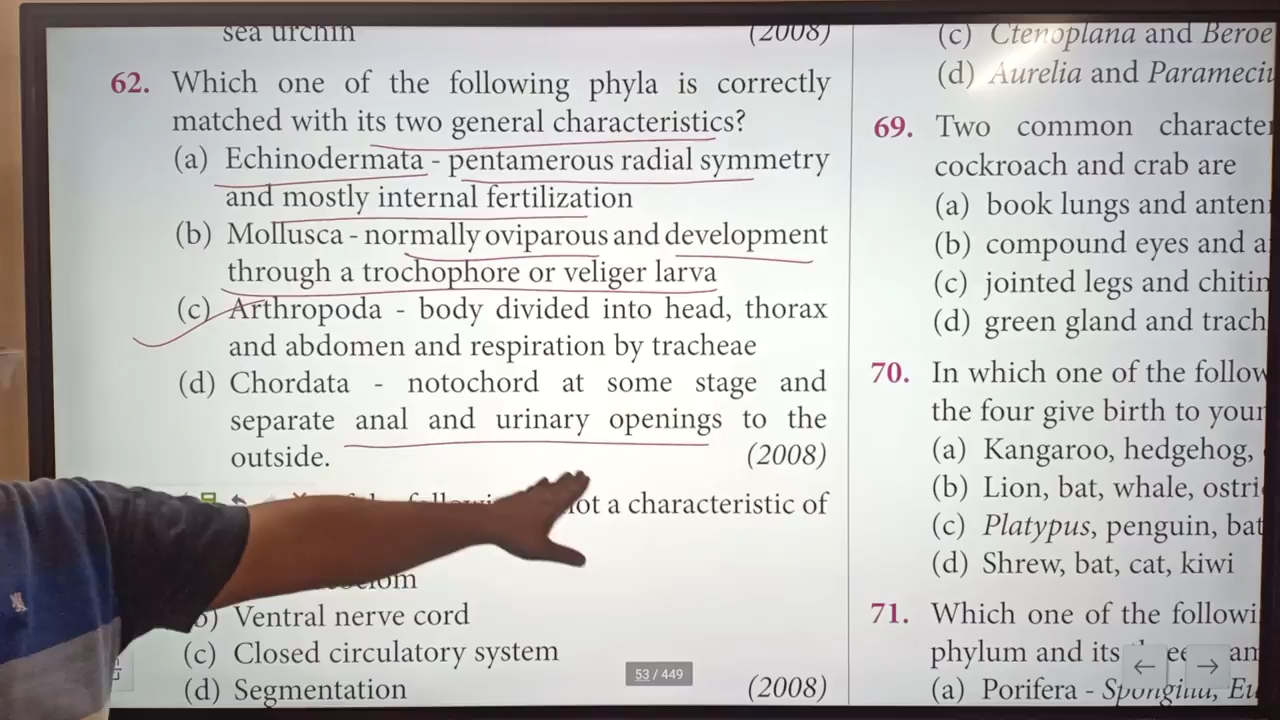 sea urchin (2008)
62. Which one of the following phyla is correctly
matched with its two general characteristics?
(a) Echinodermata - pentamerous radial symmetry
and mostly internal fertilization
(b) Mollusca - normally oviparous and development
through a trochophore or veliger larva
(c) Arthropoda - body divided into head, thorax
and abdomen and respiration by tracheae
(d) Chordata - notochord at some stage and
separate anal and urinary openings to the
outside. (2008)
a characteristic of
Ventral nerve cord
(c) Closed circulatory system
(d) Segmentation (2008)
53 / 449
(c) Ctenoplana and Beroe
(d) Aurelia and
69. Two common
cockroach and crab are
(a) book lungs and
(b) compound eyes and
(c) jointed legs and
(d) green gland and
70. In which one of the
the four give birth to
(a) Kangaroo, hedgehog,
(b) Lion, bat, whale,
(c) Platypus, penguin, bat
(d) Shrew, bat, cat, kiwi
71. Which one of the
phylum and its
(a) Porifera -